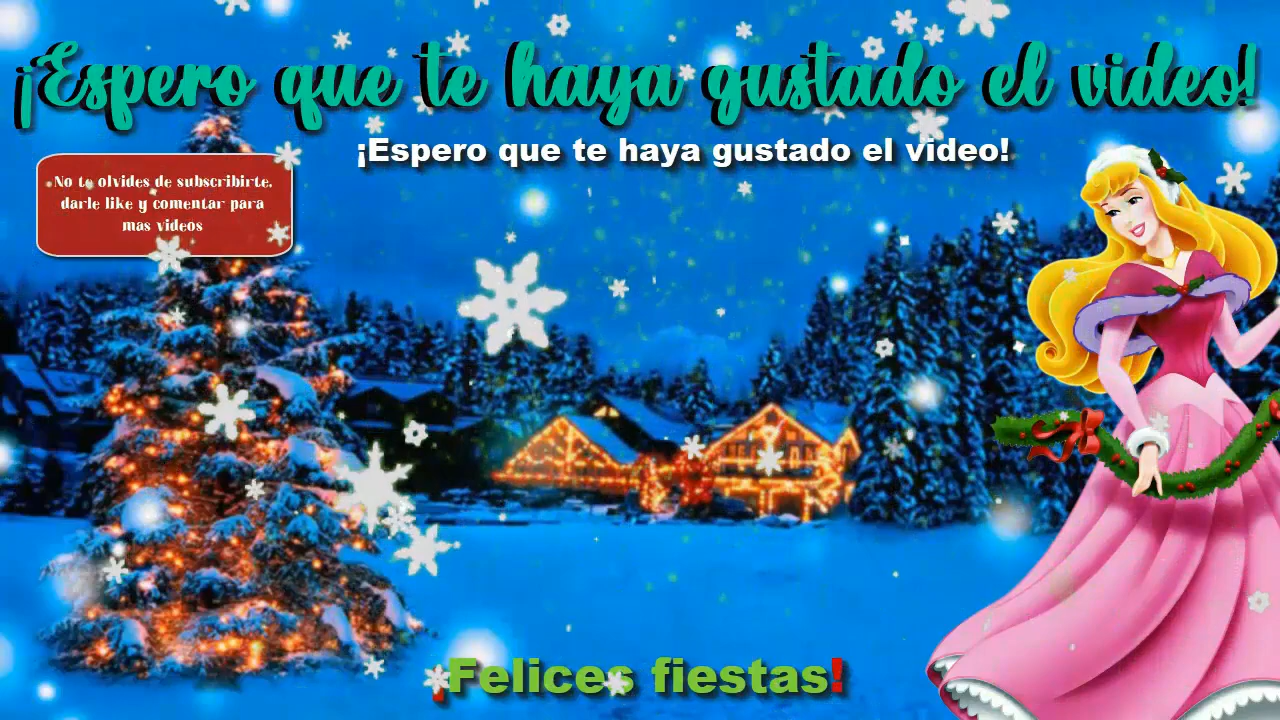 ¡Espero que te haya gustado el video!
¡Espero que te haya gustado el video!
No te olvides de subscribirte,
darle like y comentar para
mas videos
¡Felices fiestas!